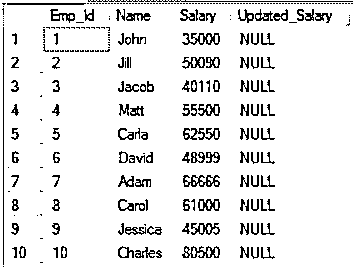 Emp_Id Name Salary Updated_Salary
1 1 John 35000 NULL
2 2 Jill 50090 NULL
3 3 Jacob 40110 NULL
4 4 Matt 55500 NULL
5 5 Carla 62550 NULL
6 6 David 48999 NULL
7 7 Adam 66666 NULL
8 8 Carol 61000 NULL
9 9 Jessica 45005 NULL
10 10 Charles 80500 NULL